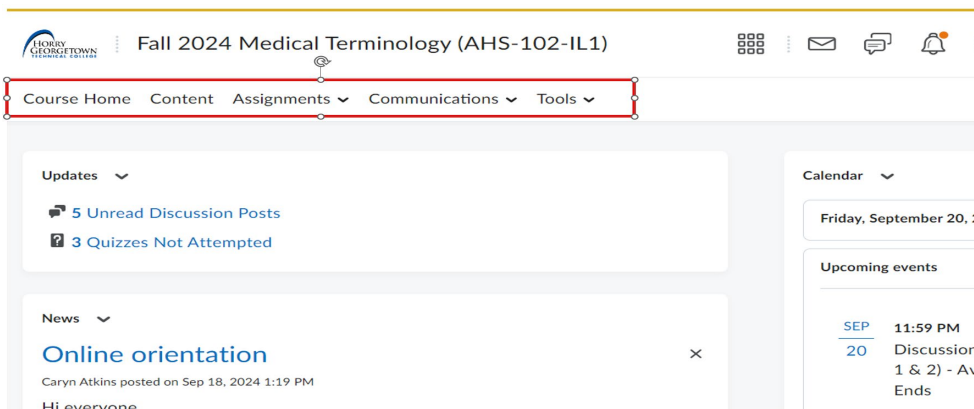 HORRY
GEORGETOWN
TECHNICAL COLLEGE
Fall 2024 Medical Terminology (AHS-102-IL1)
Course Home Content Assignments Communications Tools
Updates
5 Unread Discussion Posts
3 Quizzes Not Attempted
News
Online orientation
Caryn Atkins posted on Sep 18, 2024 1:19 PM
Hi everyone
Calendar
Friday, September 20,
Upcoming events
SEP
20
11:59 PM
Discussion
1 & 2) - Av
Ends